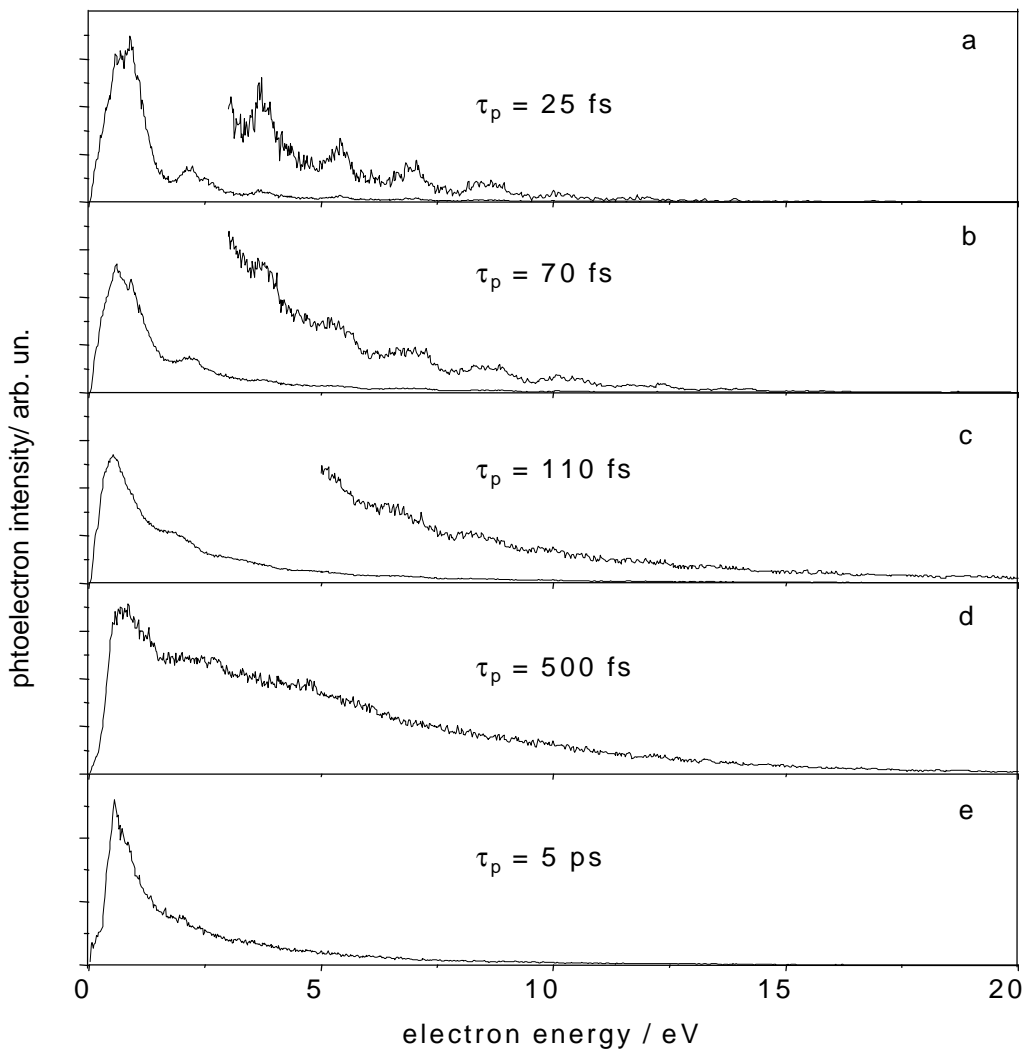 a
τp = 25 fs
b
τp = 70 fs
c
τp = 110 fs
d
τp = 500 fs
e
τp = 5 ps
phtoelectron intensity/ arb. un.
0 5 10 15 20
electron energy / eV